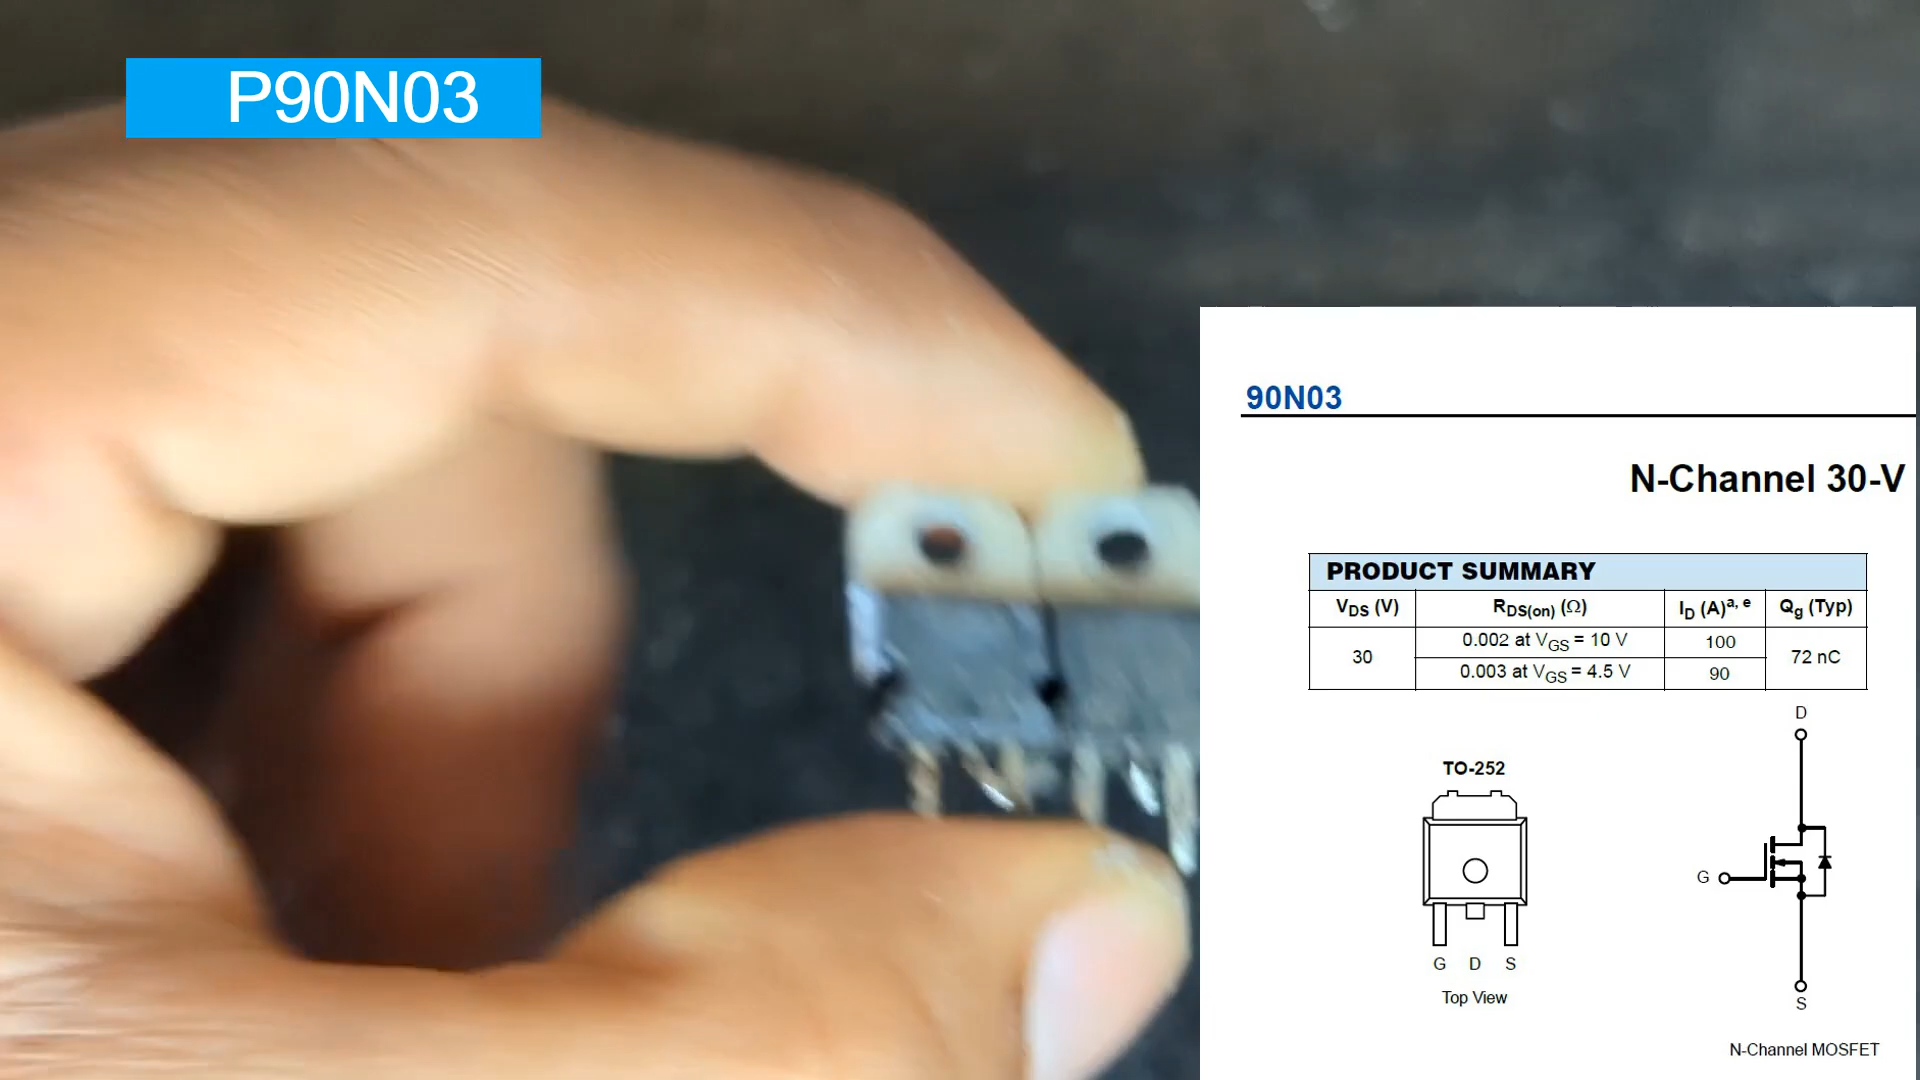 P90N03
90N03
N-Channel 30-V
PRODUCT SUMMARY
VDS (V) RDS(on) (Ω) ID (A)a, e Qg (Typ)
30 0.002 at VGS = 10 V 100 72 nC
0.003 at VGS = 4.5 V 90
TO-252
G D S
Top View
D
G
S
N-Channel MOSFET